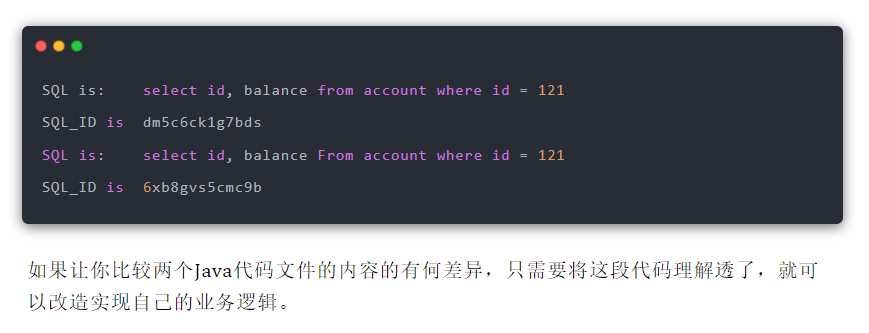 SQL is:    select id, balance from account where id = 121
SQL_ID is  dm5c6ck1g7bds
SQL is:    select id, balance From account where id = 121
SQL_ID is  6xb8gvs5cmc9b
如果让你比较两个Java代码文件的内容的有何差异，只需要将这段代码理解透了，就可
以改造实现自己的业务逻辑。